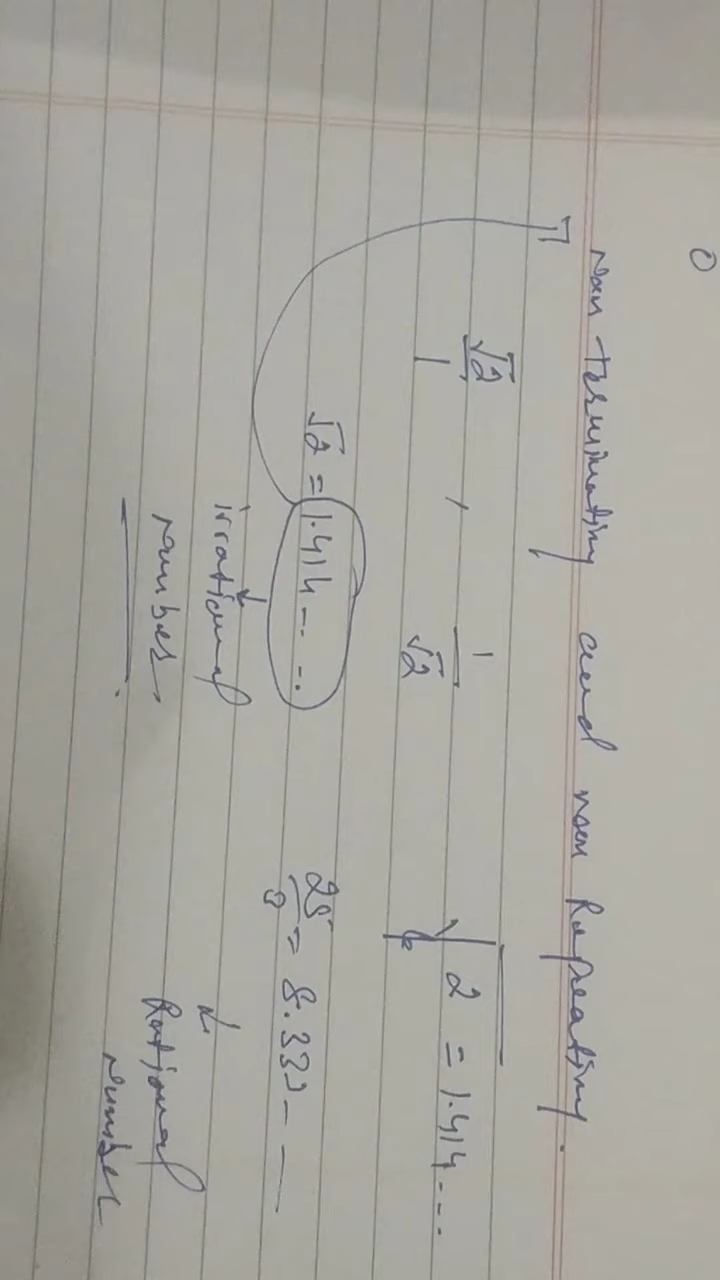 Non Terminating and non Repeating.
√2/1 , 1/√2 √2 = 1.414...
√2 = 1.414.... 25/3 = 8.333---
irrational Rational
numbers. number